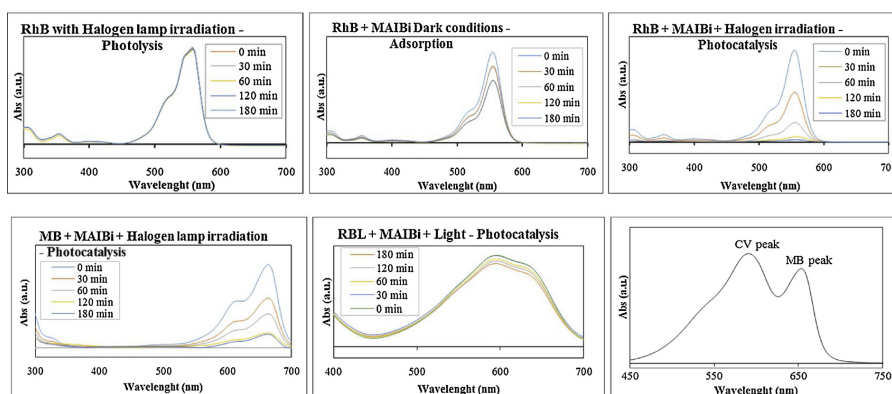 RhB with Halogen lamp irradiation -
Photolysis
0 min
30 min
60 min
120 min
180 min
Abs (a.u.)
300 400 500 600 700
Wavelenght (nm)
RhB + MAIBi Dark conditions -
Adsorption
0 min
30 min
60 min
120 min
180 min
Abs (a.u.)
300 400 500 600 700
Wavelenght (nm)
RhB + MAIBi + Halogen irradiation -
Photocatalysis
0 min
30 min
60 min
120 min
180 min
Abs (a.u.)
300 400 500 600 700
Wavelenght (nm)
MB + MAIBi + Halogen lamp irradiation
- Photocatalysis
0 min
30 min
60 min
120 min
180 min
Abs (a.u.)
300 400 500 600 700
Wavelenght (nm)
RBL + MAIBi + Light - Photocatalysis
180 min
120 min
60 min
30 min
0 min
Abs (a.u.)
400 500 600 700
Wavelenght (nm)
CV peak
MB peak
Abs (a.u.)
450 550 650 750
Wavelenght (nm)